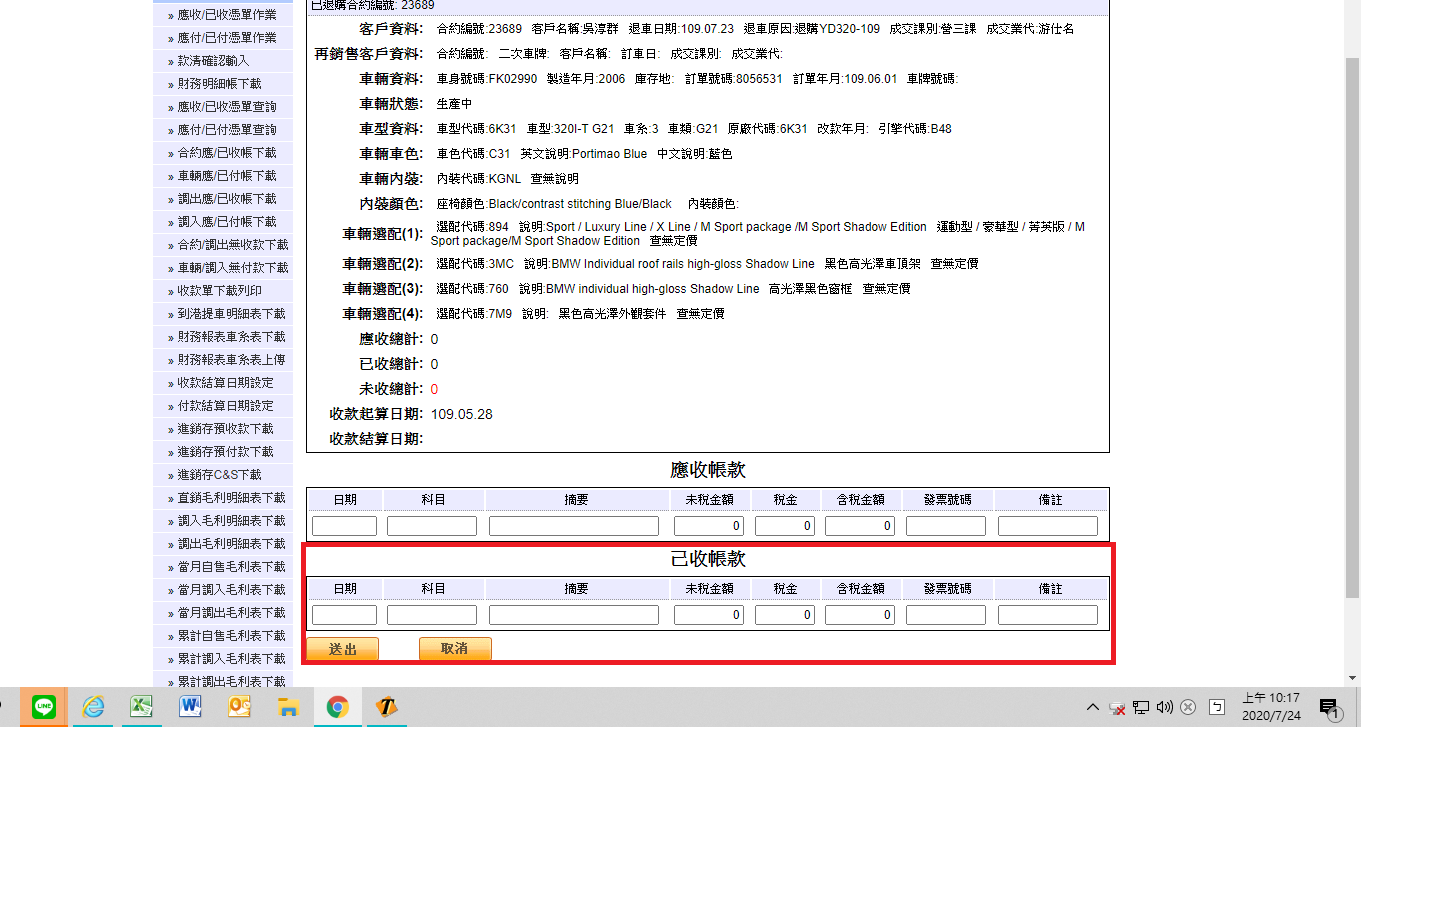 已退購合約編號: 23689
» 應收/已收憑單作業
» 應付/已付憑單作業
» 款清確認輸入
» 財務明細帳下載
» 應收/已收憑單查詢
» 應付/已付憑單查詢
» 合約應/已收帳下載
» 車輛應/已付帳下載
» 調出應/已收帳下載
» 調入應/已付帳下載
» 合約/調出無收款下載
» 車輛/調入無付款下載
» 收款單下載列印
» 到港提車明細表下載
» 財務報表車系表下載
» 財務報表車系表上傳
» 收款結算日期設定
» 付款結算日期設定
» 進銷存預收款下載
» 進銷存預付款下載
» 進銷存C&S下載
» 直銷毛利明細表下載
» 調入毛利明細表下載
» 調出毛利明細表下載
» 當月自售毛利表下載
» 當月調入毛利表下載
» 當月調出毛利表下載
» 累計自售毛利表下載
» 累計調入毛利表下載
» 累計調出毛利表下載
客戶資料: 合約編號:23689 客戶名稱:吳淳群 退車日期:109.07.23 退車原因:退購YD320-109 成交課別:營三課 成交業代:游仕名
再銷售客戶資料: 合約編號: 二次車牌: 客戶名稱: 訂車日: 成交課別: 成交業代:
車輛資料: 車身號碼:FK02990 製造年月:2006 庫存地: 訂單號碼:8056531 訂單年月:109.06.01 車牌號碼:
車輛狀態: 生產中
車型資料: 車型代碼:6K31 車型:320I-T G21 車系:3 車類:G21 原廠代碼:6K31 改款年月: 引擎代碼:B48
車輛車色: 車色代碼:C31 英文說明:Portimao Blue 中文說明:藍色
車輛內裝: 內裝代碼:KGNL 查無說明
內裝顏色: 座椅顏色:Black/contrast stitching Blue/Black 內裝顏色:
車輛選配(1): 選配代碼:894 說明:Sport / Luxury Line / X Line / M Sport package /M Sport Shadow Edition 運動型 / 豪華型 / 菁英版 / M
Sport package/M Sport Shadow Edition 查無定價
車輛選配(2): 選配代碼:3MC 說明:BMW Individual roof rails high-gloss Shadow Line 黑色高光澤車頂架 查無定價
車輛選配(3): 選配代碼:760 說明:BMW individual high-gloss Shadow Line 高光澤黑色窗框 查無定價
車輛選配(4): 選配代碼:7M9 說明: 黑色高光澤外觀套件 查無定價
應收總計: 0
已收總計: 0
未收總計: 0
收款起算日期: 109.05.28
收款結算日期:
應收帳款
日期 科目 摘要 未稅金額 稅金 含稅金額 發票號碼 備註
0 0 0
已收帳款
日期 科目 摘要 未稅金額 稅金 含稅金額 發票號碼 備註
0 0 0
送出 取消
LINE
ㄅ
上午 10:17
2020/7/24
1